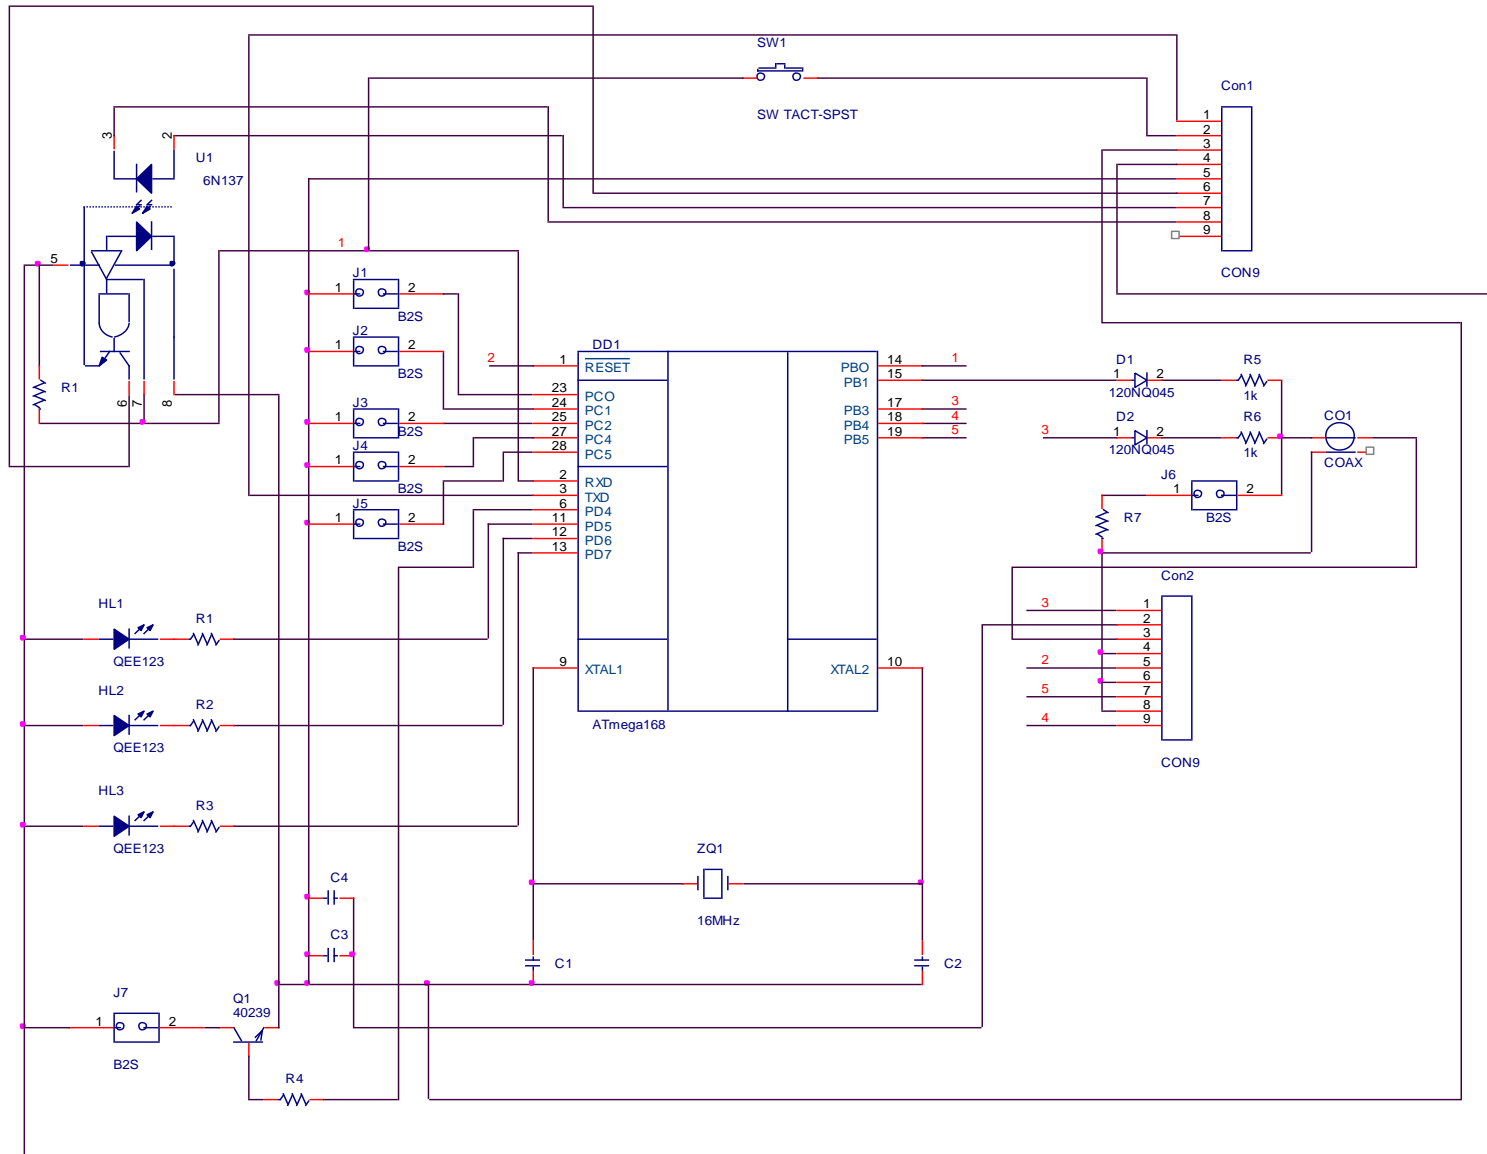 SW1
SW TACT-SPST
Con1
1
2
3
4
5
6
7
8
9
CON9
3
2
U1
6N137
5
R1
6
7
8
1
J1
1 2
B2S
J2
1 2
B2S
J3
1 2
B2S
J4
1 2
B2S
J5
1 2
B2S
DD1
2
1 RESET
23 PCO
24 PC1
25 PC2
27 PC4
28 PC5
2 RXD
3 TXD
6 PD4
11 PD5
12 PD6
13 PD7
9 XTAL1
PBO 14 1
PB1 15
PB3 17 3
PB4 18 4
PB5 19 5
XTAL2 10
ATmega168
D1
1 2
120NQ045
R5
1k
3
D2
1 2
120NQ045
R6
1k
CO1
COAX
J6
1 2
B2S
R7
Con2
3 1
2
3
4
2 5
6
5 7
8
4 9
CON9
HL1
QEE123
R1
HL2
QEE123
R2
HL3
QEE123
R3
ZQ1
16MHz
C4
C3
C1
C2
J7
1 2
B2S
Q1
40239
R4